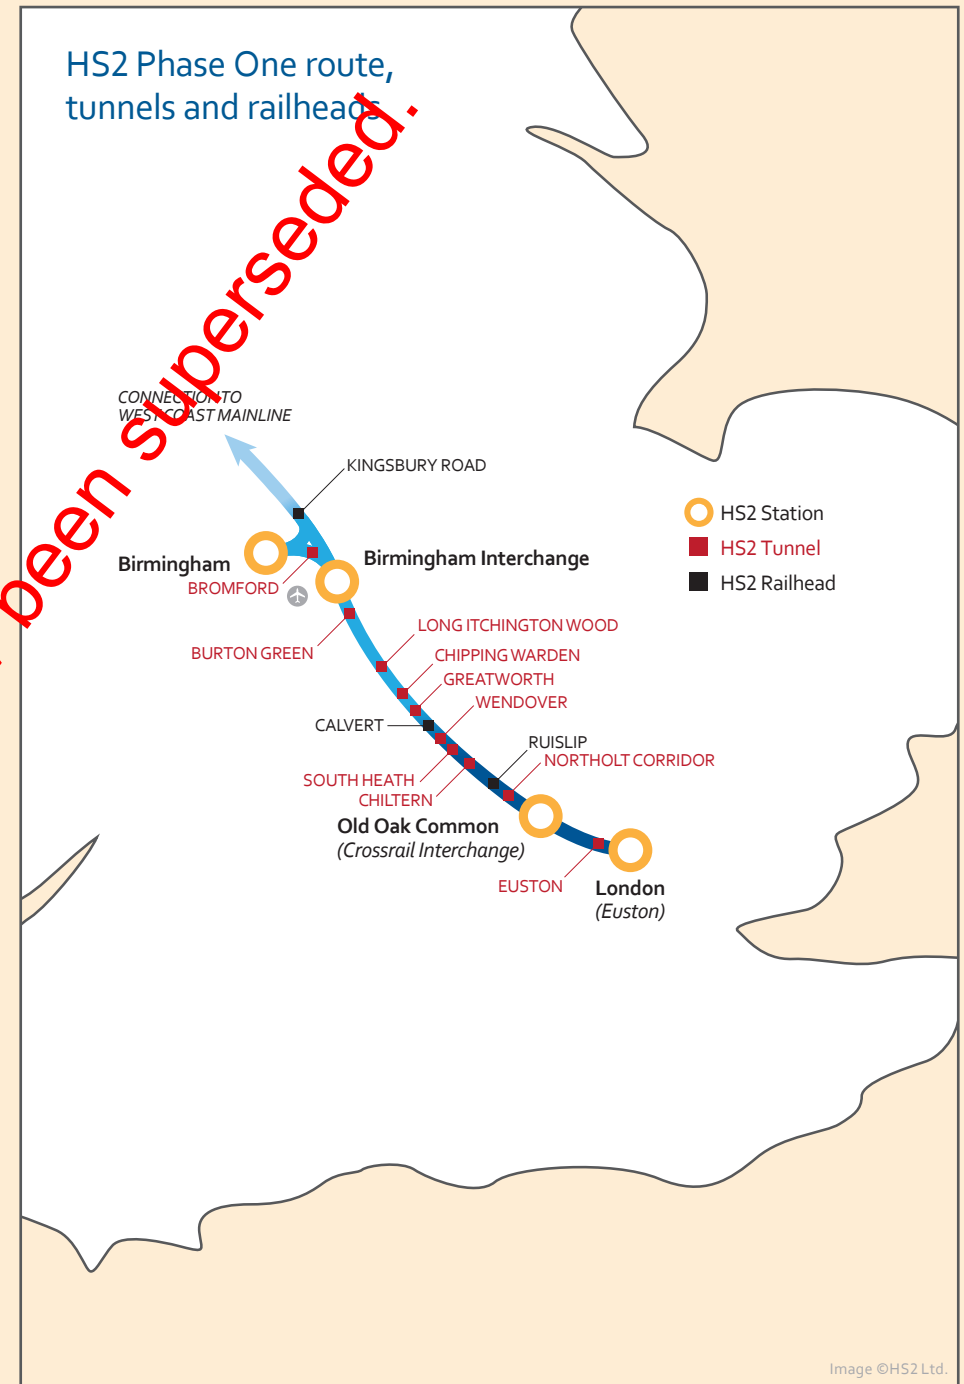 HS2 Phase One route,
tunnels and railheads
been superseded.
CONNECTION TO
WEST COAST MAINLINE
KINGSBURY ROAD
HS2 Station
HS2 Tunnel
HS2 Railhead
Birmingham
Birmingham Interchange
BROMFORD
BURTON GREEN
LONG ITCHINGTON WOOD
CHIPPING WARDEN
GREATWORTH
WENDOVER
CALVERT
RUISLIP
NORTHOLT CORRIDOR
SOUTH HEATH
CHILTERN
Old Oak Common
(Crossrail Interchange)
EUSTON
London
(Euston)
Image ©HS2 Ltd.